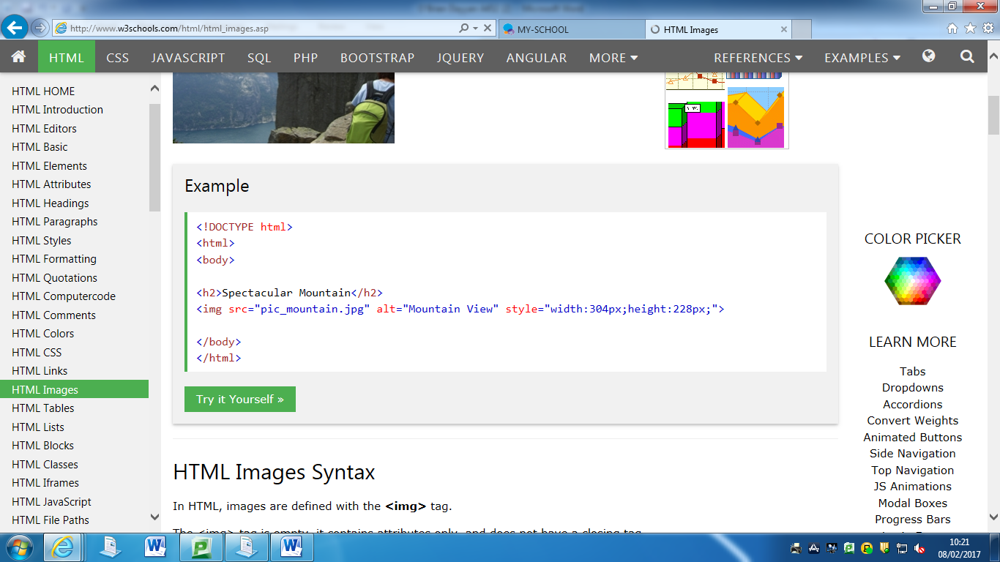 http://www.w3schools.com/html/html_images.asp
MY-SCHOOL
HTML Images
HTML
CSS
JAVASCRIPT
SQL
PHP
BOOTSTRAP
JQUERY
ANGULAR
MORE
REFERENCES
EXAMPLES
HTML HOME
HTML Introduction
HTML Editors
HTML Basic
HTML Elements
HTML Attributes
HTML Headings
HTML Paragraphs
HTML Styles
HTML Formatting
HTML Quotations
HTML Computercode
HTML Comments
HTML Colors
HTML CSS
HTML Links
HTML Images
HTML Tables
HTML Lists
HTML Blocks
HTML Classes
HTML Iframes
HTML JavaScript
HTML File Paths
Example
<!DOCTYPE html>
<html>
<body>
<h2>Spectacular Mountain</h2>
<img src="pic_mountain.jpg" alt="Mountain View" style="width:304px;height:228px;">
</body>
</html>
Try it Yourself »
HTML Images Syntax
In HTML, images are defined with the <img> tag.
The <img> tag is empty, it contains attributes only, and does not have a closing tag.
COLOR PICKER
LEARN MORE
Tabs
Dropdowns
Accordions
Convert Weights
Animated Buttons
Side Navigation
Top Navigation
JS Animations
Modal Boxes
Progress Bars
10:21
08/02/2017